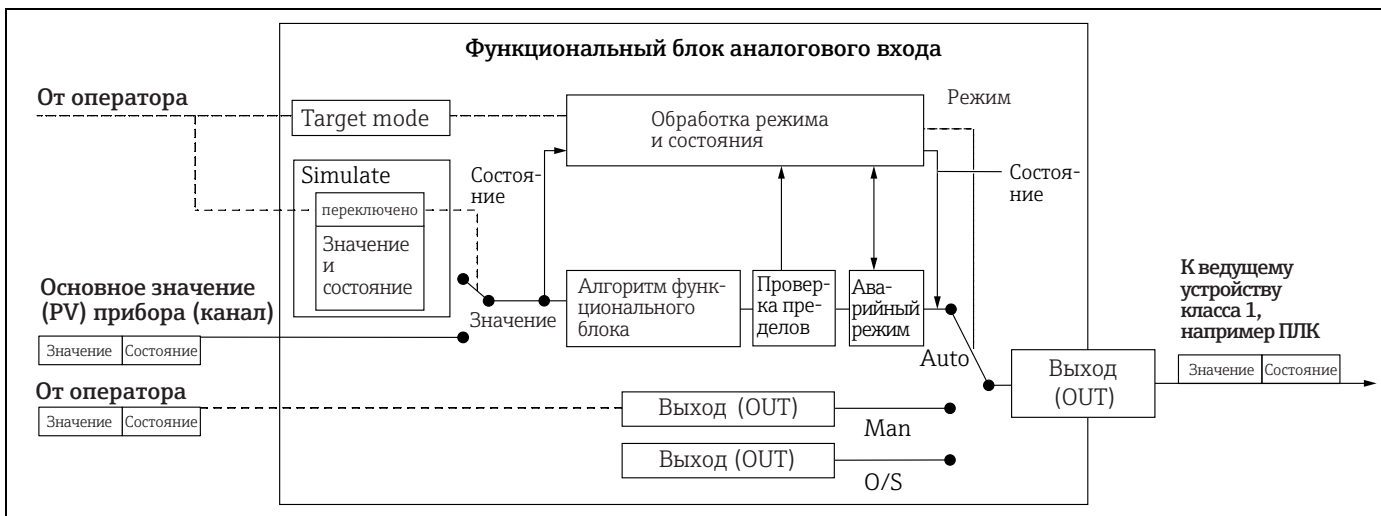 Функциональный блок аналогового входа
От оператора
Target mode
Обработка режима
и состояния
Режим
Simulate
переключено
Значение
и
состояние
Состоя-
ние
Состоя-
ние
Основное значение
(PV) прибора (канал)
Значение Состояние
Значение
Алгоритм функ-
ционального
блока
Провер-
ка пре-
делов
Ава-
рийный
режим
Auto
К ведущему
устройству
класса 1,
например ПЛК
Значение Состояние
Выход
(OUT)
От оператора
Значение Состояние
Выход (OUT)
Man
Выход (OUT)
O/S